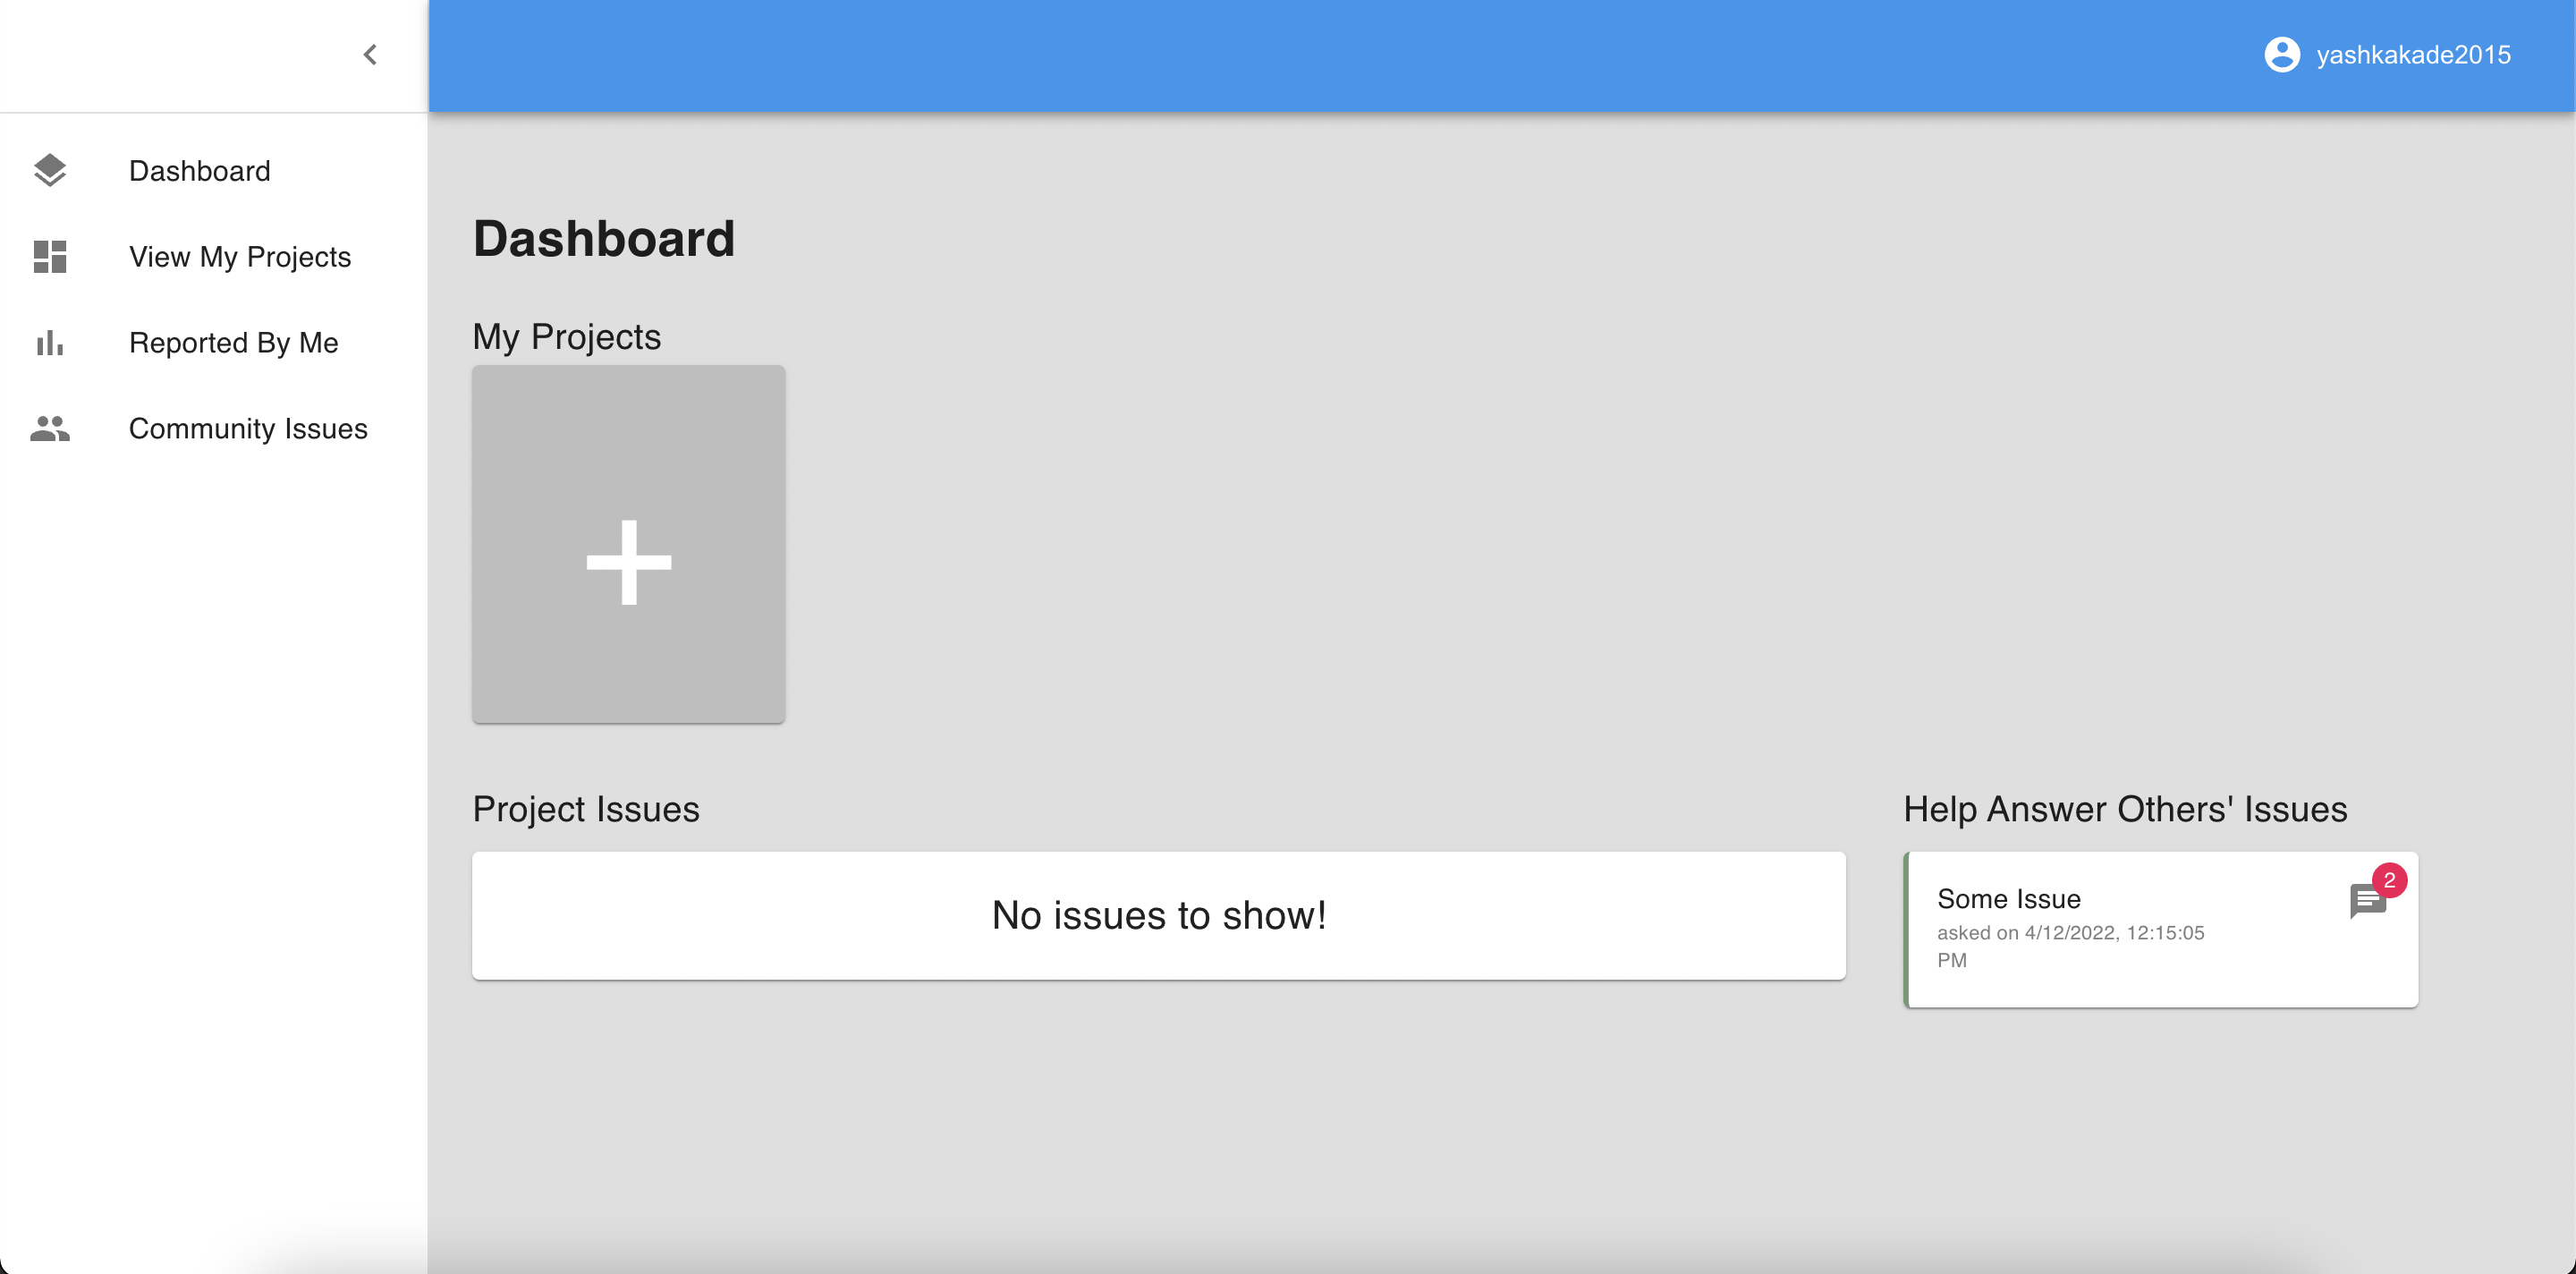 yashkakade2015
Dashboard
View My Projects
Reported By Me
Community Issues
Dashboard
My Projects
Project Issues
No issues to show!
Help Answer Others' Issues
Some Issue
2
asked on 4/12/2022, 12:15:05
PM